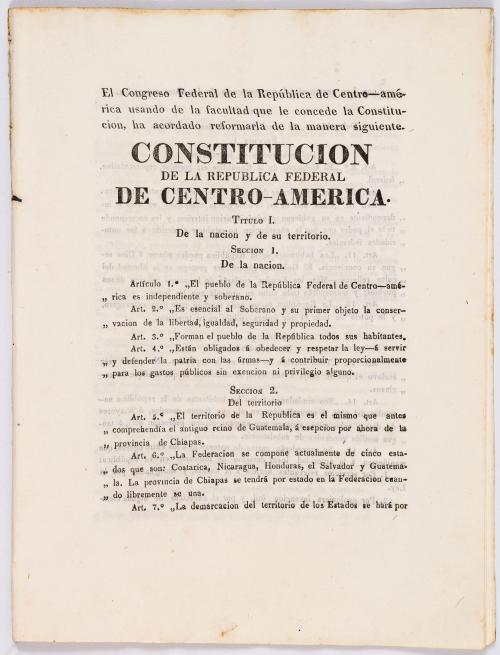 El Congreso Federal de la República de Centro—amé-
rica usando de la facultad que le concede la Constitu-
cion, ha acordado reformarla de la manera siguiente.
CONSTITUCION
DE LA REPUBLICA FEDERAL
DE CENTRO-AMERICA.
TITULO I.
De la nacion y de su territorio.
SECCION 1.
De la nacion.
Artículo 1.º „El pueblo de la República Federal de Centro—amé-
„ rica es independiente y soberano.
Art. 2.º „Es esencial al Soberano y su primer objeto la conser-
„ vacion de la libertad, igualdad, seguridad y propiedad.
Art. 3.º „Forman el pueblo de la República todos sus habitantes.
Art. 4.º „Están obligados á obedecer y respetar la ley—á servir
„ y defender la patria con las ármas—y á contribuir proporcionalmente
„ para los gastos públicos sin exencion ni privilegio alguno.
SECCION 2.
Del territorio
Art. 5.º „El territorio de la República es el mismo que antes
„ comprehendía el antiguo reino de Guatemala, á esepcion por ahora de la
„ provincia de Chiapas.
Art. 6.º „La Federacion se compone actualmente de cinco esta-
„ dos que son: Costarica, Nicaragua, Honduras, el Salvador y Guatema-
„ la. La provincia de Chiapas se tendrá por estado en la Federacion cuan-
„ do libremente se una.
Art. 7.º „La demarcacion del territorio de los Estados se hará por